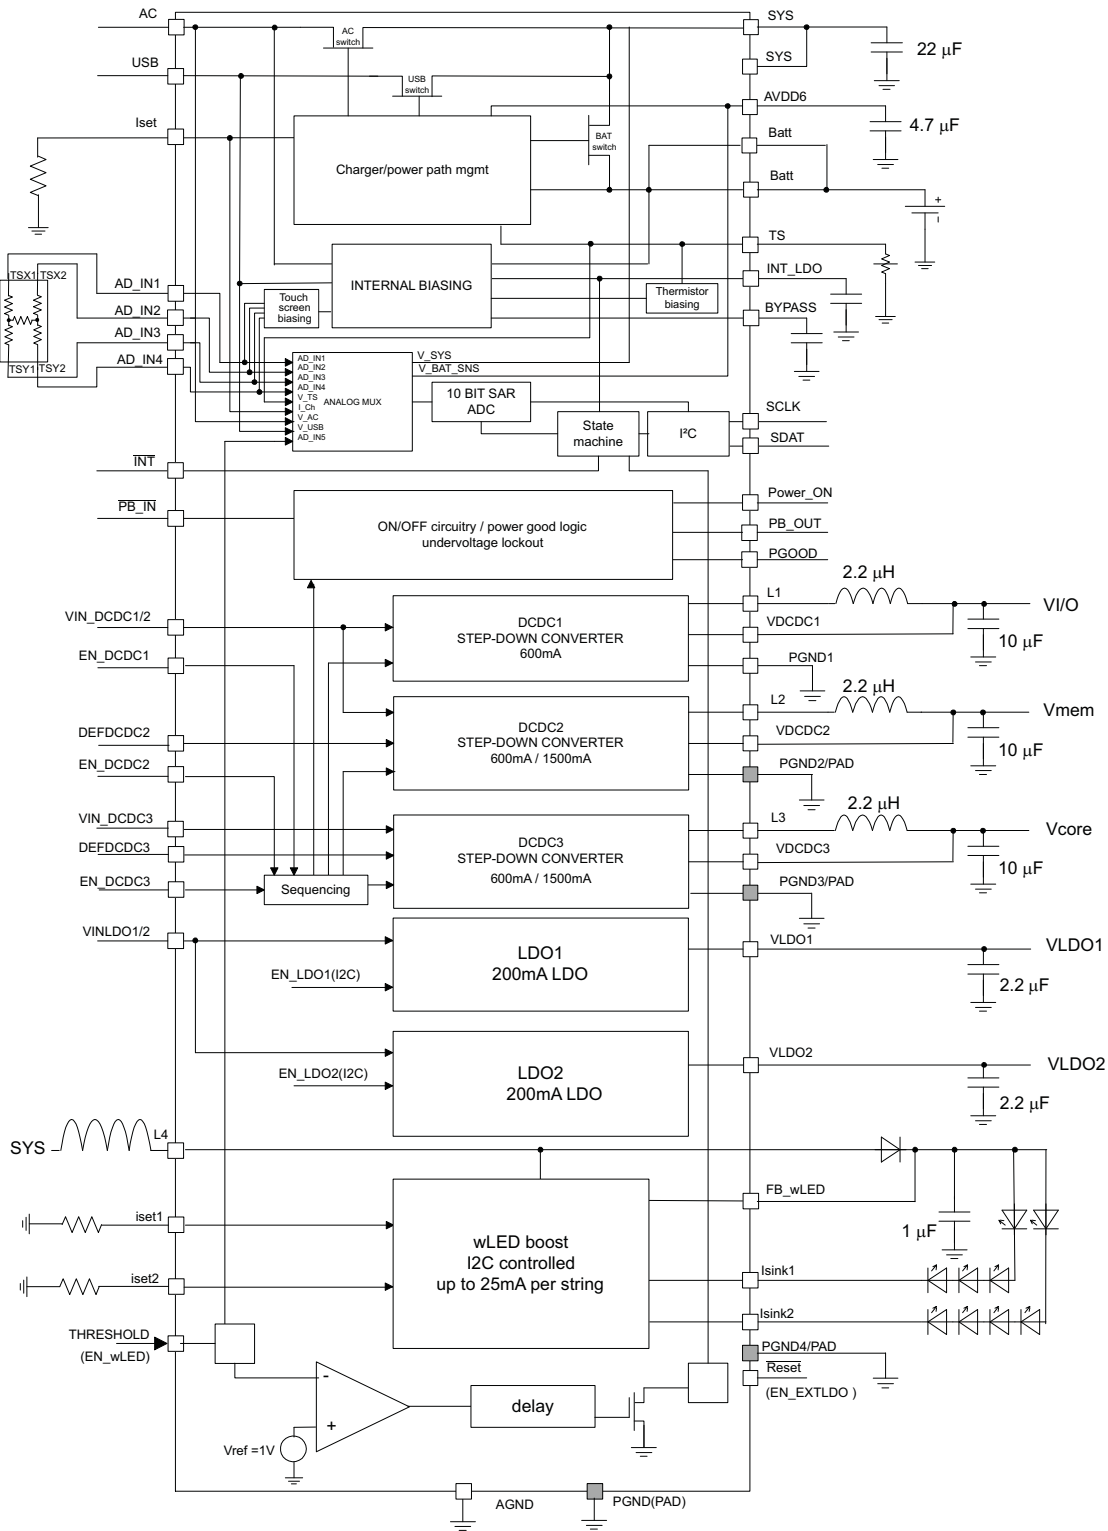 AC
SYS
AC
switch
22 µF
SYS
USB
USB
switch
AVDD6
4.7 µF
Iset
Batt
BAT
switch
Charger/power path mgmt
Batt
+
-
TS
TSX1
TSX2
INTERNAL BIASING
INT_LDO
AD_IN1
Touch
screen
biasing
Thermistor
biasing
AD_IN2
BYPASS
AD_IN3
AD_IN4
TSY1
TSY2
AD_IN1
AD_IN2
AD_IN3
AD_IN4
V_TS
I_Ch
V_AC
V_USB
AD_IN5
ANALOG MUX
V_SYS
V_BAT_SNS
10 BIT SAR
ADC
State
machine
I²C
SCLK
SDAT
INT
PB_IN
ON/OFF circuitry / power good logic
undervoltage lockout
Power_ON
PB_OUT
PGOOD
2.2 µH
L1
VI/O
VIN_DCDC1/2
DCDC1
STEP-DOWN CONVERTER
600mA
VDCDC1
10 µF
EN_DCDC1
PGND1
2.2 µH
L2
Vmem
DEFDCDC2
DCDC2
STEP-DOWN CONVERTER
600mA / 1500mA
VDCDC2
10 µF
EN_DCDC2
PGND2/PAD
2.2 µH
VIN_DCDC3
L3
Vcore
DEFDCDC3
DCDC3
STEP-DOWN CONVERTER
600mA / 1500mA
VDCDC3
10 µF
EN_DCDC3
Sequencing
PGND3/PAD
VINLDO1/2
LDO1
200mA LDO
VLDO1
VLDO1
EN_LDO1(I2C)
2.2 µF
VLDO2
VLDO2
EN_LDO2(I2C)
LDO2
200mA LDO
2.2 µF
SYS
L4
FB_wLED
iset1
1 µF
wLED boost
I2C controlled
up to 25mA per string
iset2
Isink1
Isink2
THRESHOLD
(EN_wLED)
PGND4/PAD
Reset
(EN_EXTLDO )
-
+
delay
Vref =1V
AGND
PGND(PAD)